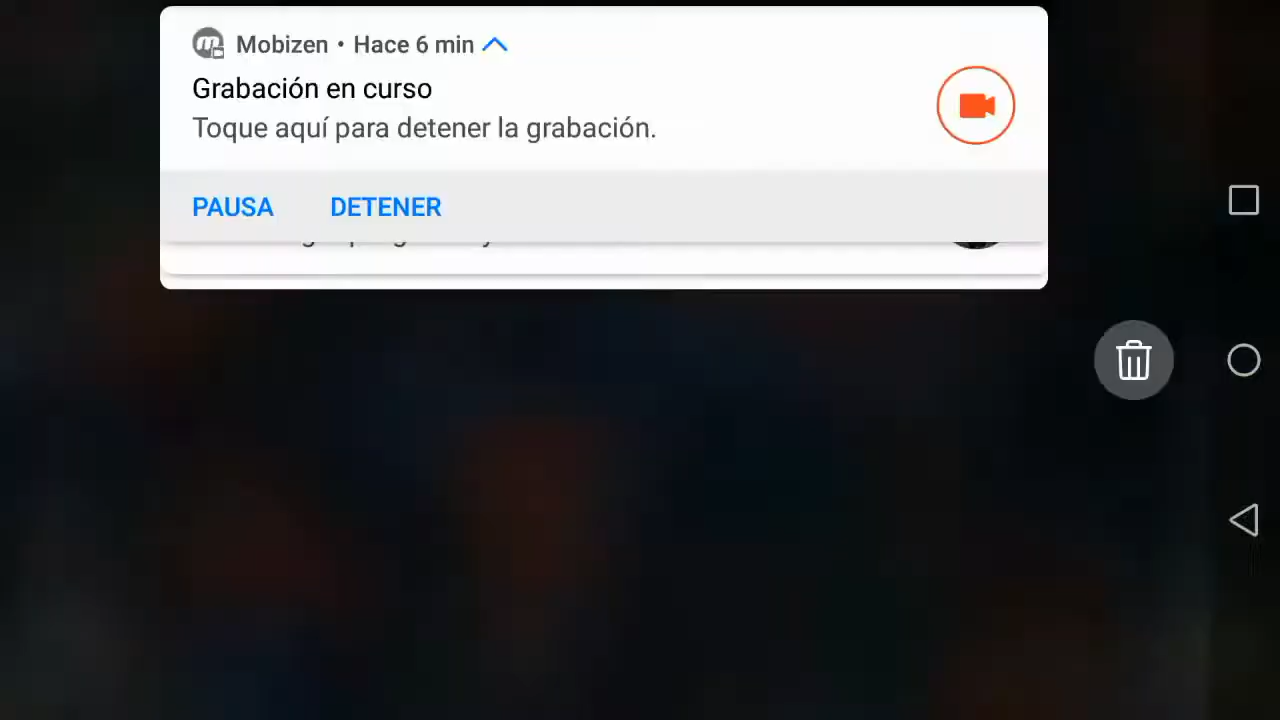 Mobizen • Hace 6 min
Grabación en curso
Toque aquí para detener la grabación.
PAUSA DETENER